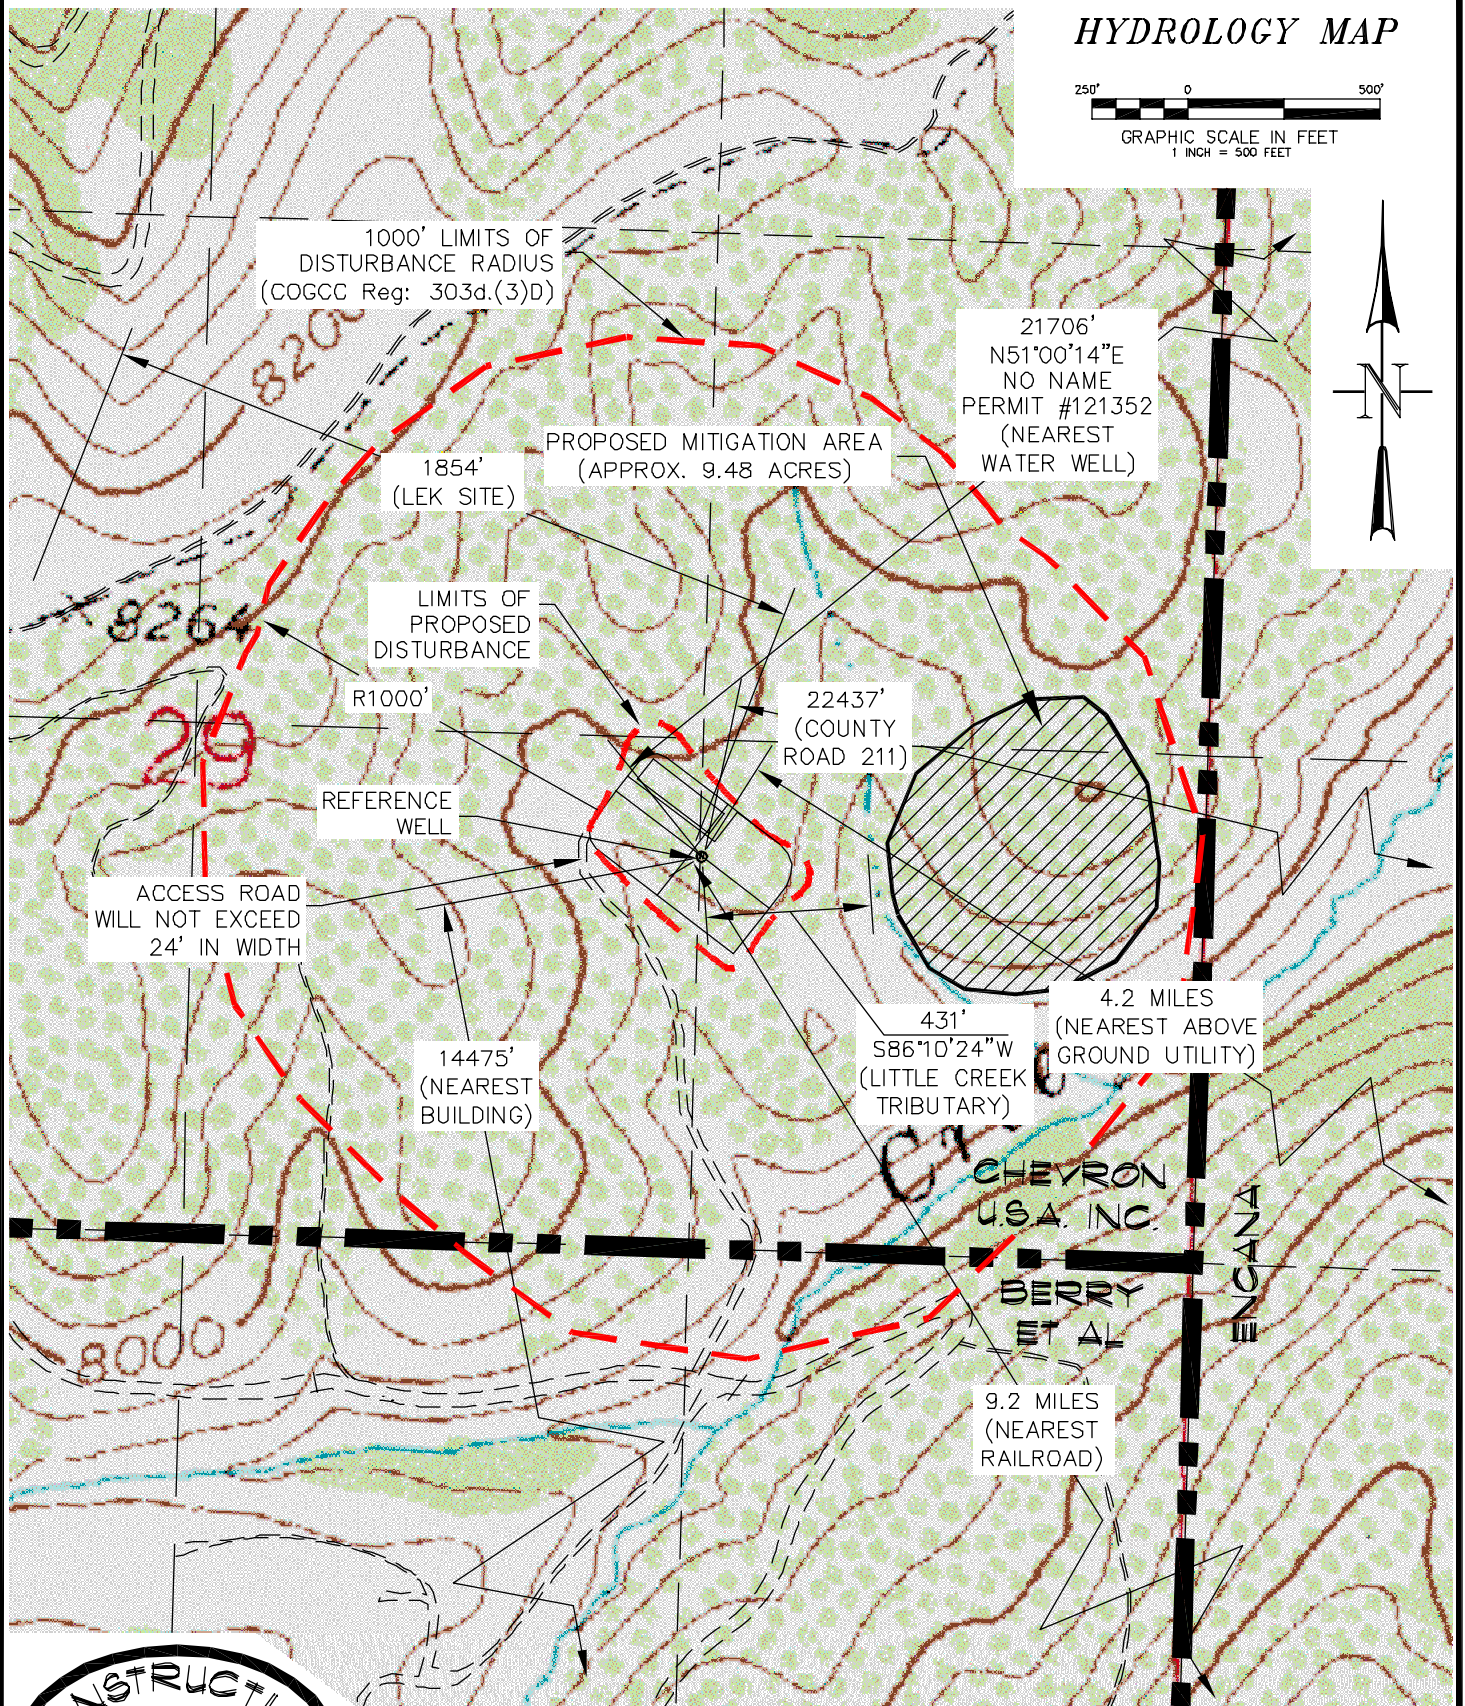 HYDROLOGY MAP
250' 0 500'
GRAPHIC SCALE IN FEET
1 INCH = 500 FEET
N
1000' LIMITS OF
DISTURBANCE RADIUS
(COGCC Reg: 303d.(3)D)
8200
21706'
N51°00'14"E
NO NAME
PERMIT #121352
(NEAREST
WATER WELL)
PROPOSED MITIGATION AREA
(APPROX. 9.48 ACRES)
1854'
(LEK SITE)
LIMITS OF
PROPOSED
DISTURBANCE
8264
R1000'
22437'
(COUNTY
ROAD 211)
29
REFERENCE
WELL
ACCESS ROAD
WILL NOT EXCEED
24' IN WIDTH
4.2 MILES
(NEAREST ABOVE
GROUND UTILITY)
431'
S86°10'24"W
(LITTLE CREEK
TRIBUTARY)
14475'
(NEAREST
BUILDING)
CHEVRON
U.S.A. INC.
ENCANA
BERRY
ET AL
8000
9.2 MILES
(NEAREST
RAILROAD)
NSTRUCTI